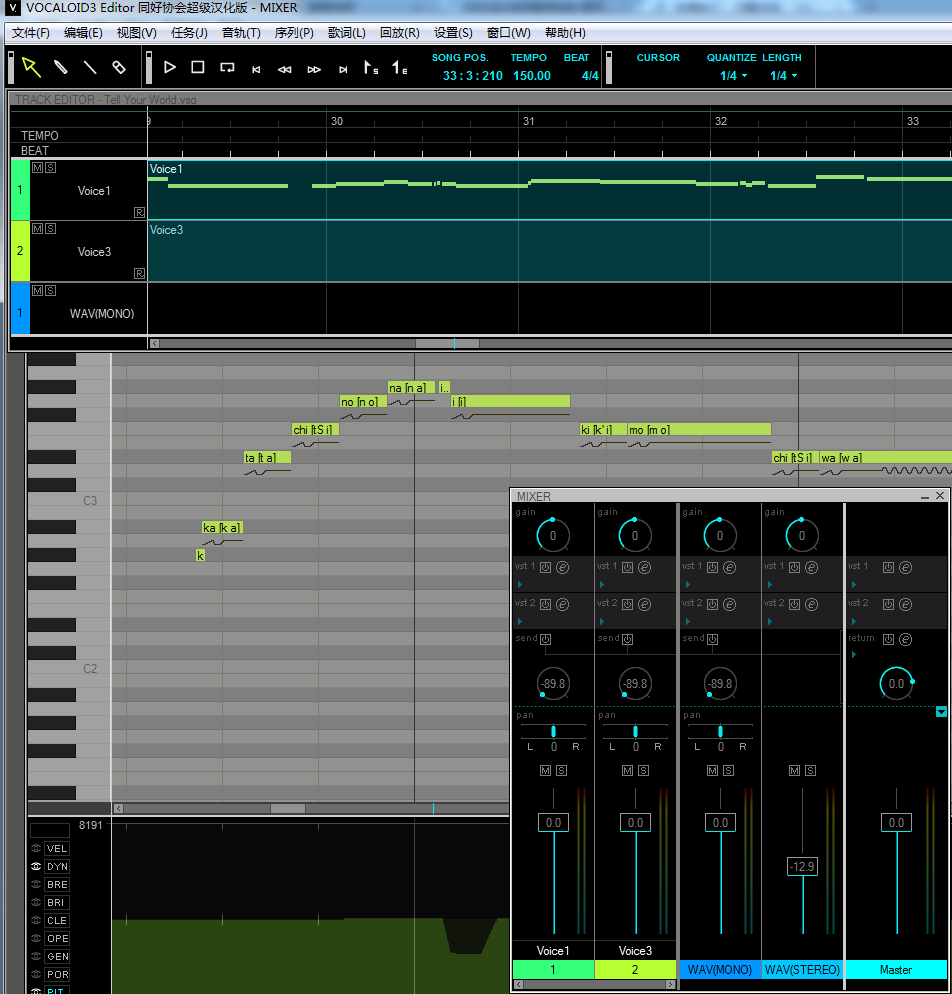 VOCALOID3 Editor 同好协会超级汉化版 - MIXER
文件(F) 编辑(E) 视图(V) 任务(J) 音轨(T) 序列(P) 歌词(L) 回放(R) 设置(S) 窗口(W) 帮助(H)
SONG POS. TEMPO BEAT CURSOR QUANTIZE LENGTH
33 : 3 : 210 150.00 4/4 1/4 1/4
TRACK EDITOR - Tell Your World.vsq
9 30 31 32 33
TEMPO
BEAT
M S Voice1
1 Voice1
R
M S Voice3
2 Voice3
R
M S
1 WAV(MONO)
na [n a] i..
no [n o] i [i]
chi [tS i] ki [k' i] mo [m o]
ta [t a] chi [tS i] wa [w a]
C3
ka [k a]
k
C2
MIXER
gain gain gain gain
0 0 0 0
vst 1 e vst 1 e vst 1 e vst 1 e vst 1 e
vst 2 e vst 2 e vst 2 e vst 2 e vst 2 e
send send send return e
-89.8 -89.8 -89.8 0.0
pan pan pan
L 0 R L 0 R L 0 R
M S M S M S M S
0.0 0.0 0.0 -12.9 0.0
Voice1 Voice3
1 2 WAV(MONO) WAV(STEREO) Master
8191
VEL
DYN
BRE
BRI
CLE
OPE
GEN
POR
PIT